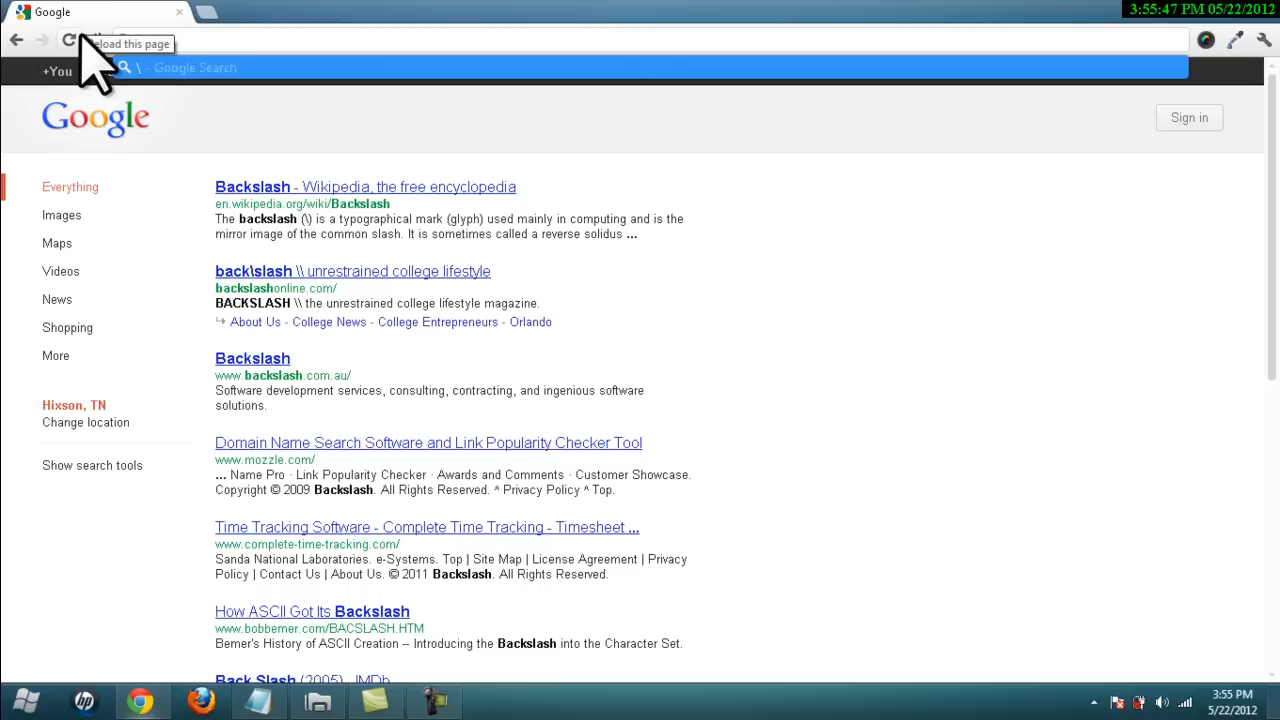 Google
3:55:47 PM 05/22/2012
eload this page
\ - Google Search
+You
Google
Sign in
Everything
Images
Maps
Videos
News
Shopping
More
Hixson, TN
Change location
Show search tools
Backslash - Wikipedia, the free encyclopedia
en.wikipedia.org/wiki/Backslash
The backslash (\) is a typographical mark (glyph) used mainly in computing and is the
mirror image of the common slash. It is sometimes called a reverse solidus ...
back\slash \\ unrestrained college lifestyle
backslashonline.com/
BACKSLASH \\ the unrestrained college lifestyle magazine.
About Us - College News - College Entrepreneurs - Orlando
Backslash
www.backslash.com.au/
Software development services, consulting, contracting, and ingenious software
solutions.
Domain Name Search Software and Link Popularity Checker Tool
www.mozzle.com/
... Name Pro · Link Popularity Checker · Awards and Comments · Customer Showcase.
Copyright © 2009 Backslash. All Rights Reserved. ^ Privacy Policy ^ Top.
Time Tracking Software - Complete Time Tracking - Timesheet ...
www.complete-time-tracking.com/
Sanda National Laboratories. e-Systems. Top | Site Map | License Agreement | Privacy
Policy | Contact Us | About Us. © 2011 Backslash. All Rights Reserved.
How ASCII Got Its Backslash
www.bobbemer.com/BACSLASH.HTM
Bemer's History of ASCII Creation -- Introducing the Backslash into the Character Set.
Back Slash (2005) - IMDb
hp
3:55 PM
5/22/2012